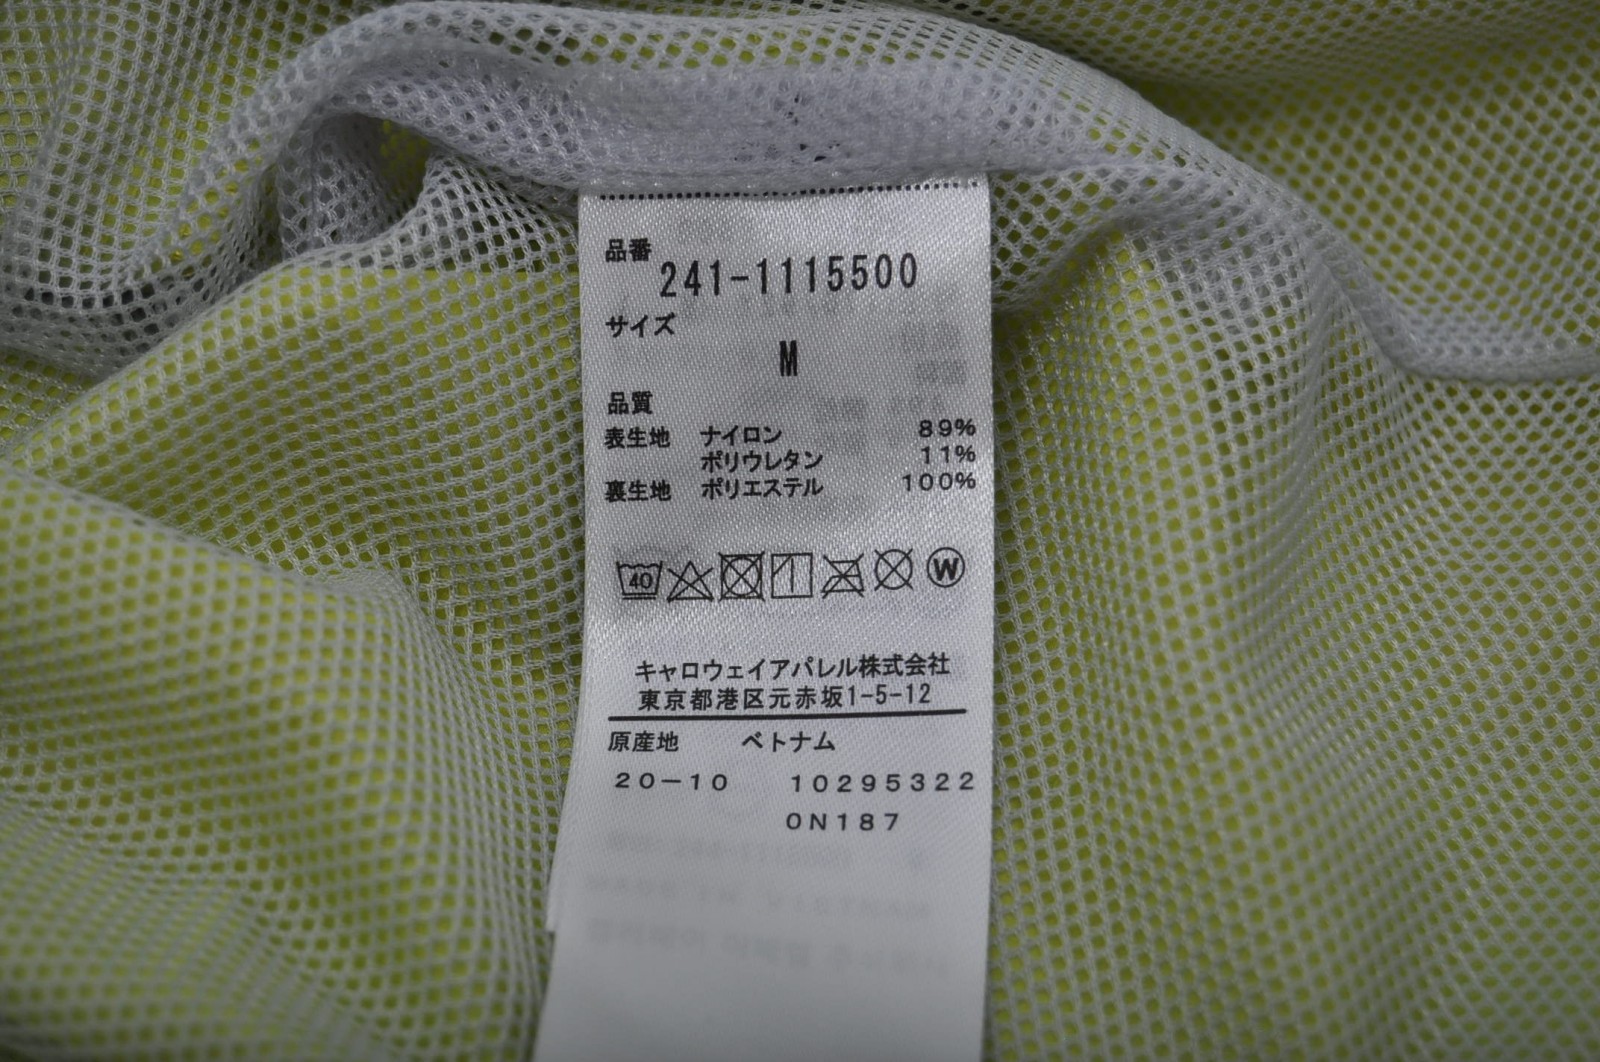 品番
241-1115500
サイズ
M
品質
表生地 ナイロン 89%
ポリウレタン 11%
裏生地 ポリエステル 100%
40 W
キャロウェイアパレル株式会社
東京都港区元赤坂1-5-12
原産地 ベトナム
20-10 10295322
0N187